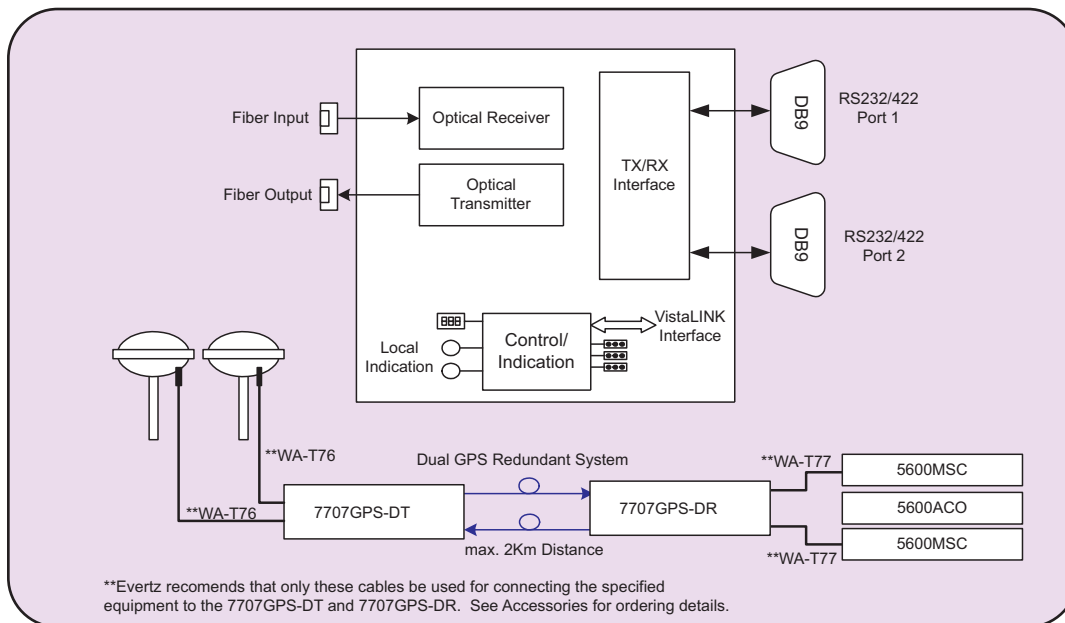 Fiber Input
Optical Receiver
Fiber Output
Optical
Transmitter
TX/RX
Interface
DB9
RS232/422
Port 1
DB9
RS232/422
Port 2
Local
Indication
Control/
Indication
VistaLINK
Interface
**WA-T76
**WA-T76
7707GPS-DT
Dual GPS Redundant System
max. 2Km Distance
7707GPS-DR
**WA-T77
**WA-T77
5600MSC
5600ACO
5600MSC
**Evertz recomends that only these cables be used for connecting the specified
equipment to the 7707GPS-DT and 7707GPS-DR. See Accessories for ordering details.